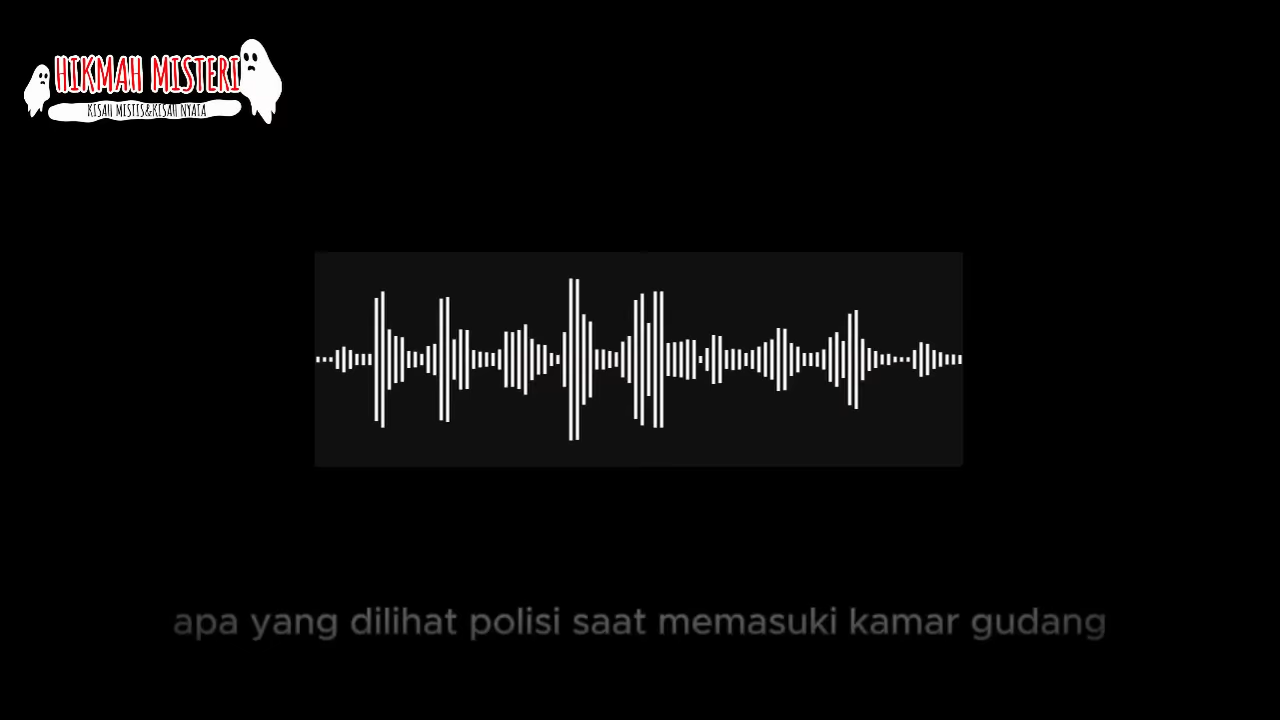 HIKMAH MISTERI
KISAH MISTIS&KISAH NYATA
apa yang dilihat polisi saat memasuki kamar gudang